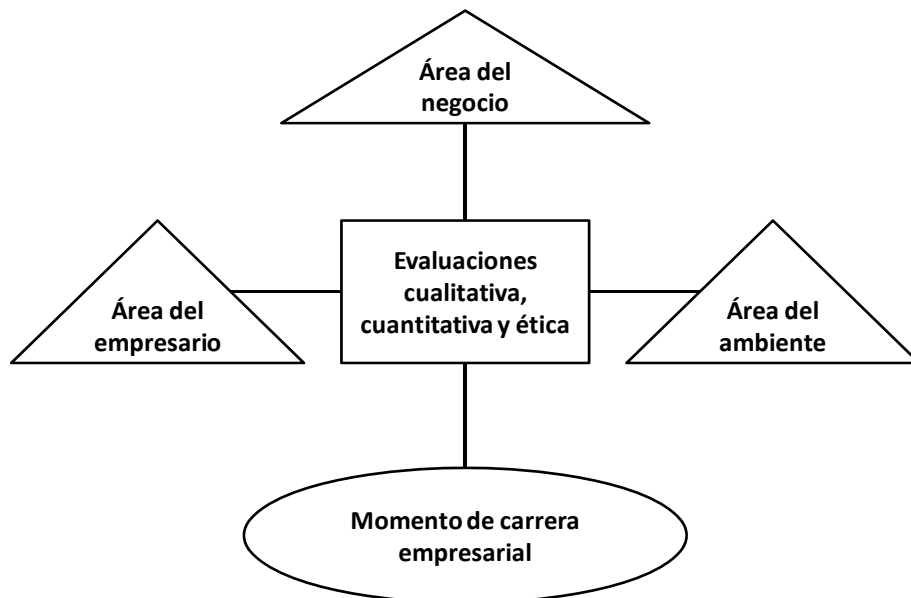 Área del
negocio
Evaluaciones
cualitativa,
cuantitativa y ética
Área del
empresario
Área del
ambiente
Momento de carrera
empresarial